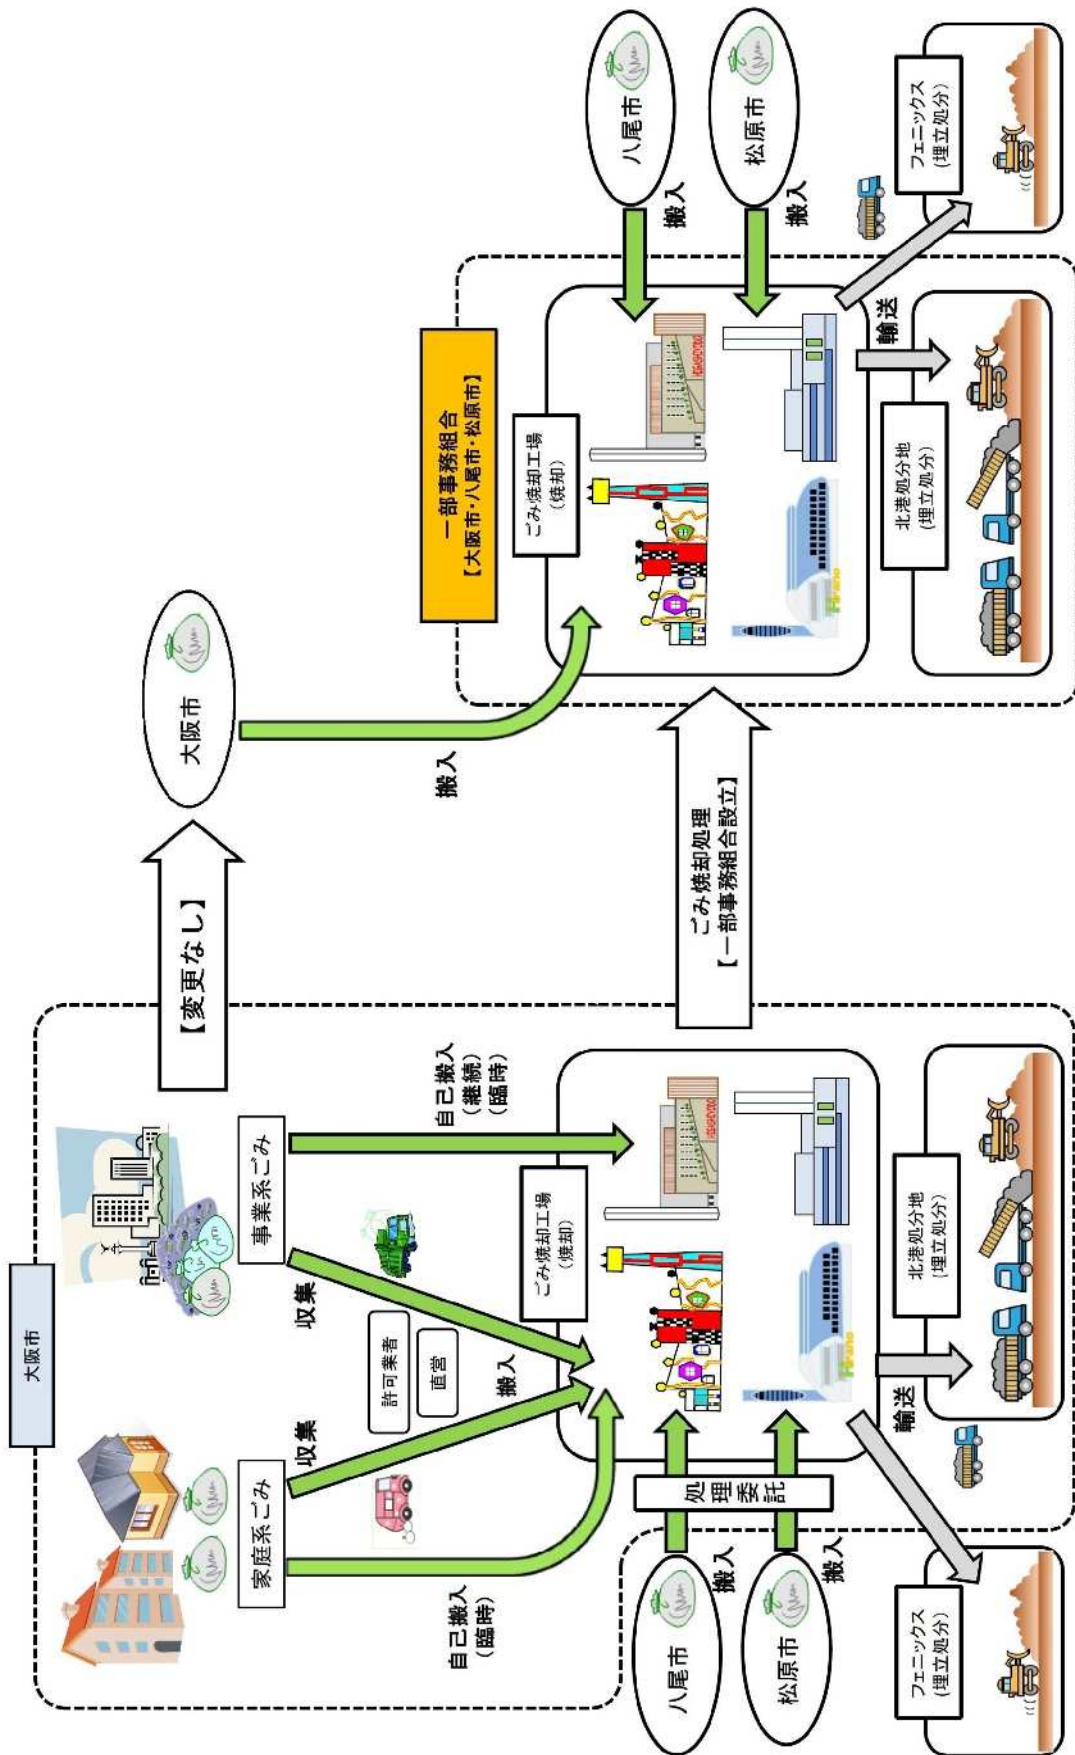 大阪市
家庭系ごみ
事業系ごみ
収集
収集
許可業者
直営
搬入
自己搬入
(臨時)
自己搬入
(継続)
(臨時)
ごみ焼却工場
(焼却)
Hirano
八尾市
搬入
松原市
搬入
処理委託
輸送
北港処分地
(埋立処分)
フェニックス
(埋立処分)
【変更なし】
ごみ焼却処理
【一部事務組合設立】
大阪市
搬入
一部事務組合
【大阪市・八尾市・松原市】
ごみ焼却工場
(焼却)
Hirano
八尾市
搬入
松原市
搬入
輸送
北港処分地
(埋立処分)
フェニックス
(埋立処分)